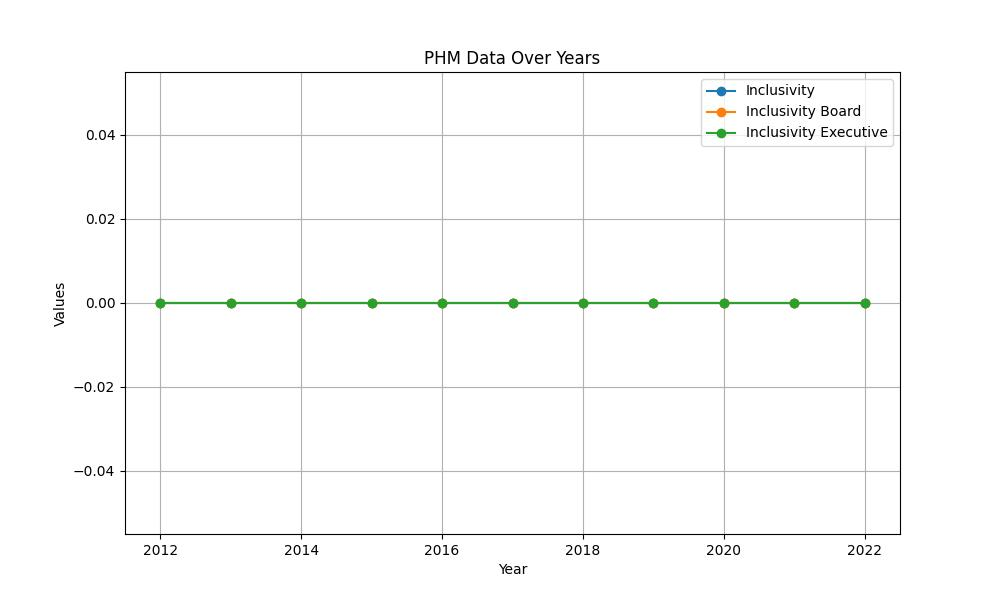 PHM Data Over Years
Inclusivity
Inclusivity Board
Inclusivity Executive
0.04
0.02
0.00
−0.02
−0.04
Values
2012 2014 2016 2018 2020 2022
Year